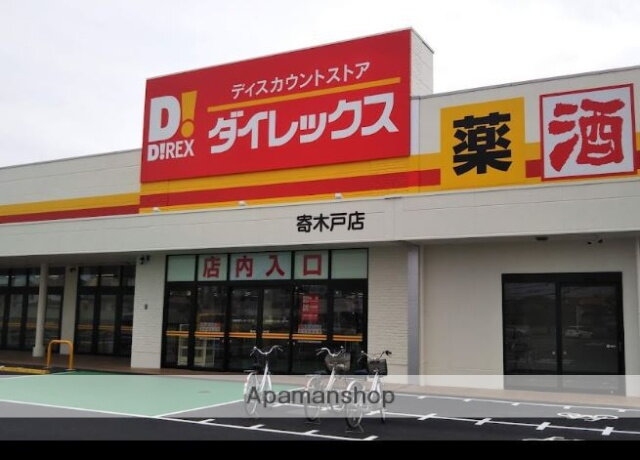 ディスカウントストア
D!
D!REX
ダイレックス
薬
酒
寄木戸店
店内入口
Apamanshop